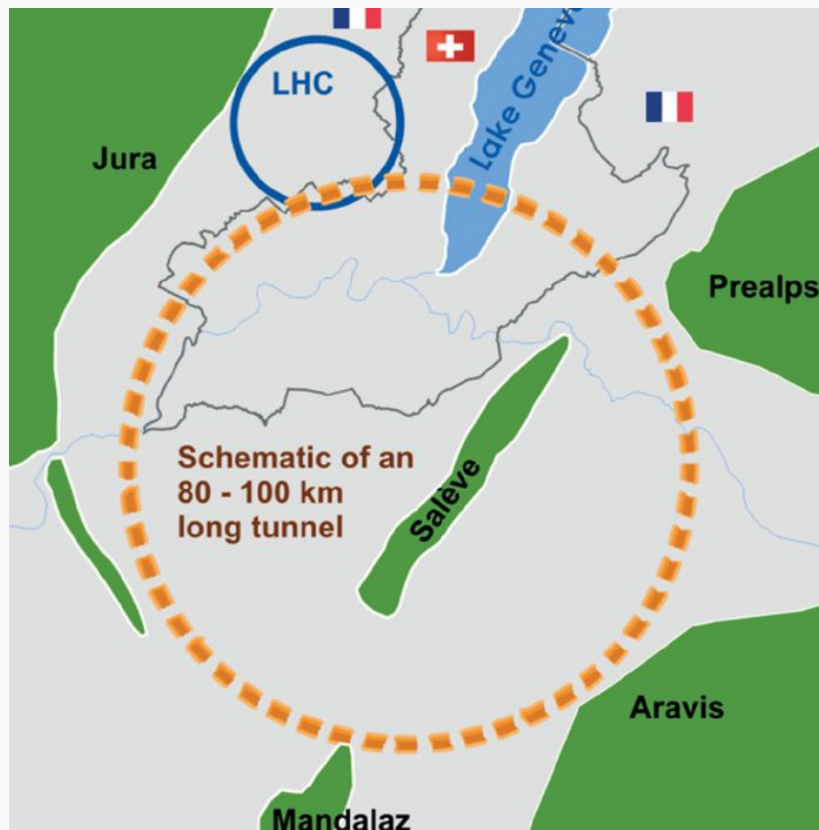 LHC
Lake Geneva
Jura
Prealps
Schematic of an
80 - 100 km
long tunnel
Salève
Aravis
Mandalaz